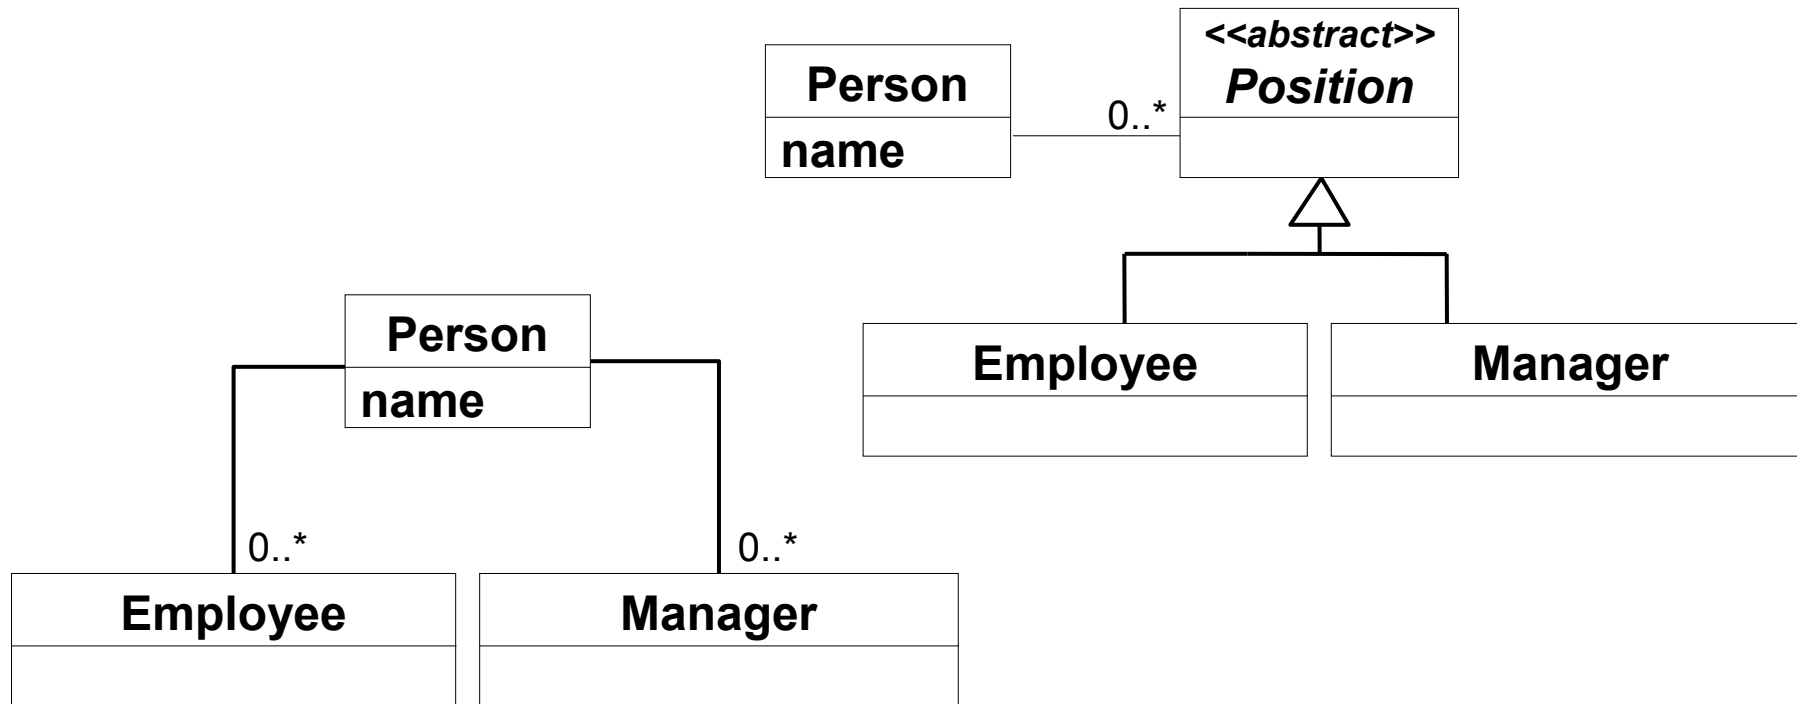 <<abstract>>
Position
Person
name
0..*
Employee
Manager
Person
name
0..*
0..*
Employee
Manager